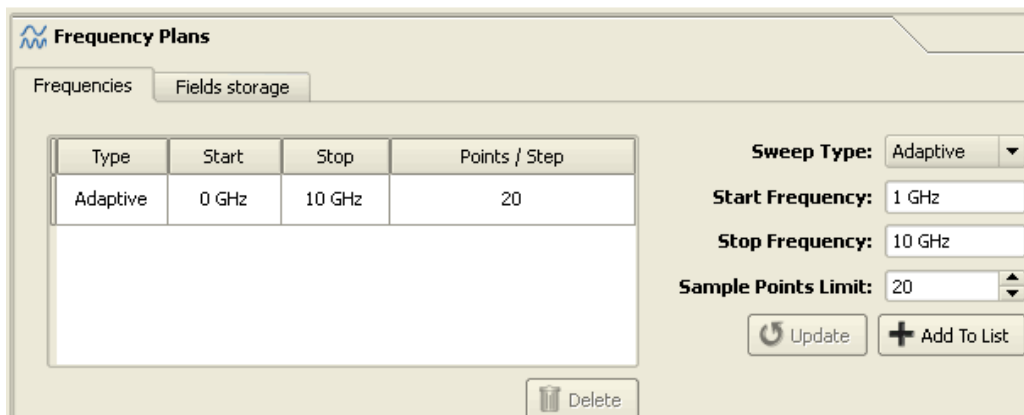 Frequency Plans
Frequencies Fields storage
Type Start Stop Points / Step
Adaptive 0 GHz 10 GHz 20
Sweep Type: Adaptive
Start Frequency: 1 GHz
Stop Frequency: 10 GHz
Sample Points Limit: 20
Update Add To List
Delete